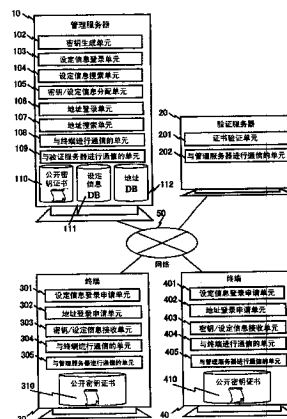 10
管理服务器
102
密钥生成单元
103
设定信息登录单元
104
设定信息搜索单元
105
密钥/设定信息分配单元
106
地址登录单元
107
地址搜索单元
108
与终端进行通信的单元
109
与验证服务器进行通信的单元
110
公开密钥证书
设定信息 DB
地址 DB
111
112
20
验证服务器
201
证书验证单元
202
与管理服务器进行通信的单元
50
网络
终端
301
设定信息登录申请单元
302
地址登录申请单元
303
密钥/设定信息接收单元
304
与终端进行通信的单元
305
与管理服务器进行通信的单元
公开密钥证书
310
30
终端
401
设定信息登录申请单元
402
地址登录申请单元
403
密钥/设定信息接收单元
404
与终端进行通信的单元
405
与管理服务器进行通信的单元
公开密钥证书
410
40